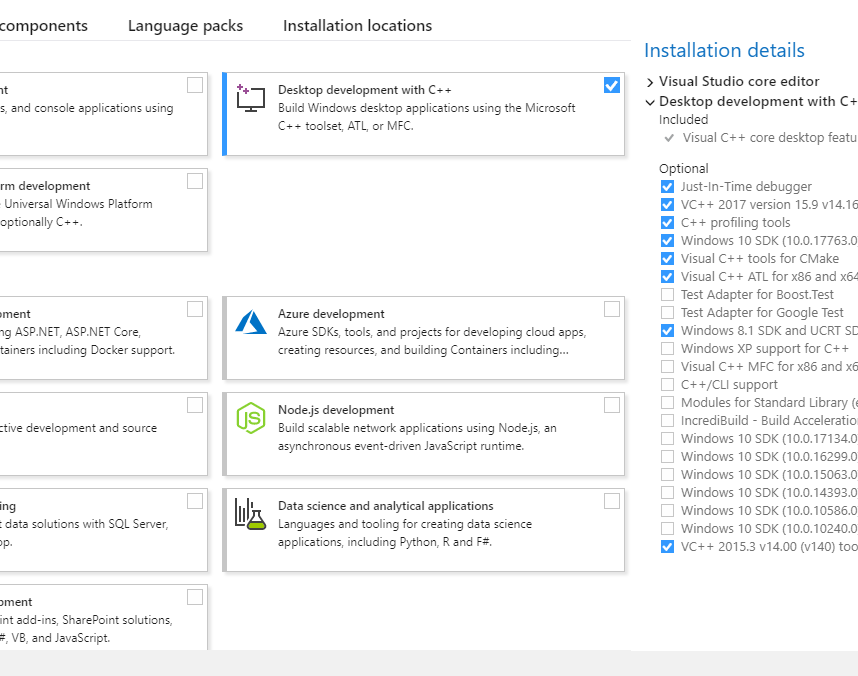 components Language packs Installation locations
nt
s, and console applications using
Desktop development with C++
Build Windows desktop applications using the Microsoft
C++ toolset, ATL, or MFC.
rm development
Universal Windows Platform
optionally C++.
pment
ng ASP.NET, ASP.NET Core,
tainers including Docker support.
Azure development
Azure SDKs, tools, and projects for developing cloud apps,
creating resources, and building Containers including...
ctive development and source
Node.js development
Build scalable network applications using Node.js, an
asynchronous event-driven JavaScript runtime.
ing
t data solutions with SQL Server,
op.
Data science and analytical applications
Languages and tooling for creating data science
applications, including Python, R and F#.
pment
int add-ins, SharePoint solutions,
#, VB, and JavaScript.
Installation details
Visual Studio core editor
Desktop development with C+
Included
Visual C++ core desktop featu
Optional
Just-In-Time debugger
VC++ 2017 version 15.9 v14.16
C++ profiling tools
Windows 10 SDK (10.0.17763.0
Visual C++ tools for CMake
Visual C++ ATL for x86 and x64
Test Adapter for Boost.Test
Test Adapter for Google Test
Windows 8.1 SDK and UCRT SD
Windows XP support for C++
Visual C++ MFC for x86 and x6
C++/CLI support
Modules for Standard Library (e
IncrediBuild - Build Acceleratio
Windows 10 SDK (10.0.17134.0
Windows 10 SDK (10.0.16299.0
Windows 10 SDK (10.0.15063.0
Windows 10 SDK (10.0.14393.0
Windows 10 SDK (10.0.10586.0
Windows 10 SDK (10.0.10240.0
VC++ 2015.3 v14.00 (v140) too